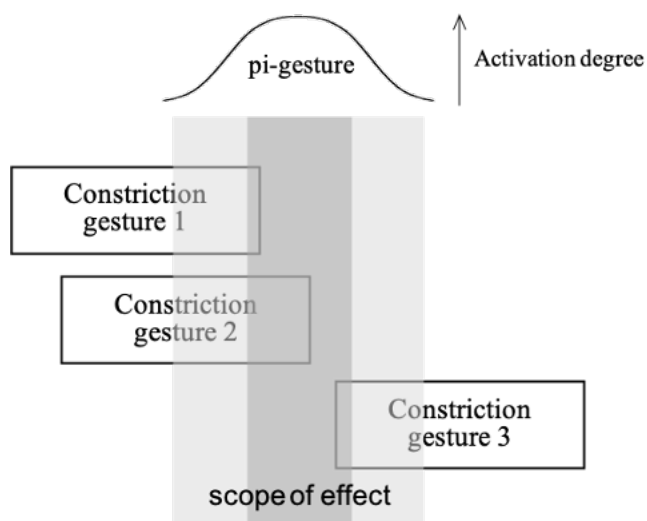 pi-gesture
Activation degree
Constriction
gesture 1
Constriction
gesture 2
Constriction
gesture 3
scope of effect